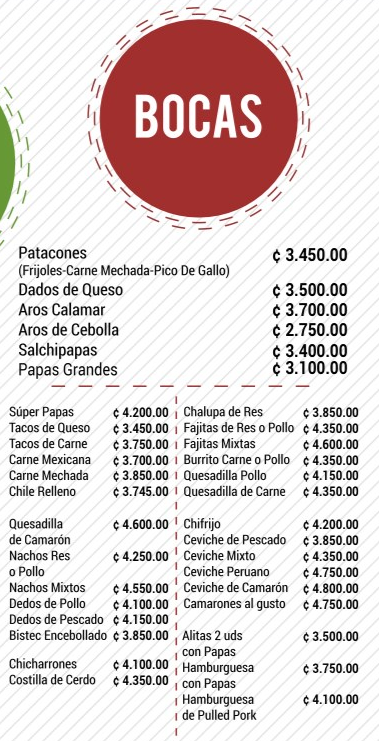 BOCAS
Patacones ¢ 3.450.00
(Frijoles-Carne Mechada-Pico De Gallo)
Dados de Queso ¢ 3.500.00
Aros Calamar ¢ 3.700.00
Aros de Cebolla ¢ 2.750.00
Salchipapas ¢ 3.400.00
Papas Grandes ¢ 3.100.00
Súper Papas ¢ 4.200.00
Tacos de Queso ¢ 3.450.00
Tacos de Carne ¢ 3.750.00
Carne Mexicana ¢ 3.700.00
Carne Mechada ¢ 3.850.00
Chile Relleno ¢ 3.745.00
Quesadilla ¢ 4.600.00
de Camarón
Nachos Res ¢ 4.250.00
o Pollo
Nachos Mixtos ¢ 4.550.00
Dedos de Pollo ¢ 4.100.00
Dedos de Pescado ¢ 4.150.00
Bistec Encebollado ¢ 3.850.00
Chicharrones ¢ 4.100.00
Costilla de Cerdo ¢ 4.350.00
Chalupa de Res ¢ 3.850.00
Fajitas de Res o Pollo ¢ 4.350.00
Fajitas Mixtas ¢ 4.600.00
Burrito Carne o Pollo ¢ 4.350.00
Quesadilla Pollo ¢ 4.150.00
Quesadilla de Carne ¢ 4.350.00
Chifrijo ¢ 4.200.00
Ceviche de Pescado ¢ 3.850.00
Ceviche Mixto ¢ 4.350.00
Ceviche Peruano ¢ 4.750.00
Ceviche de Camarón ¢ 4.800.00
Camarones al gusto ¢ 4.750.00
Alitas 2 uds ¢ 3.500.00
con Papas
Hamburguesa ¢ 3.750.00
con Papas
Hamburguesa ¢ 4.100.00
de Pulled Pork